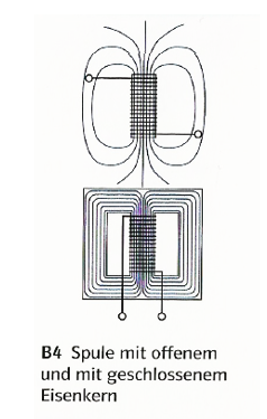 B4 Spule mit offenem
und mit geschlossenem
Eisenkern